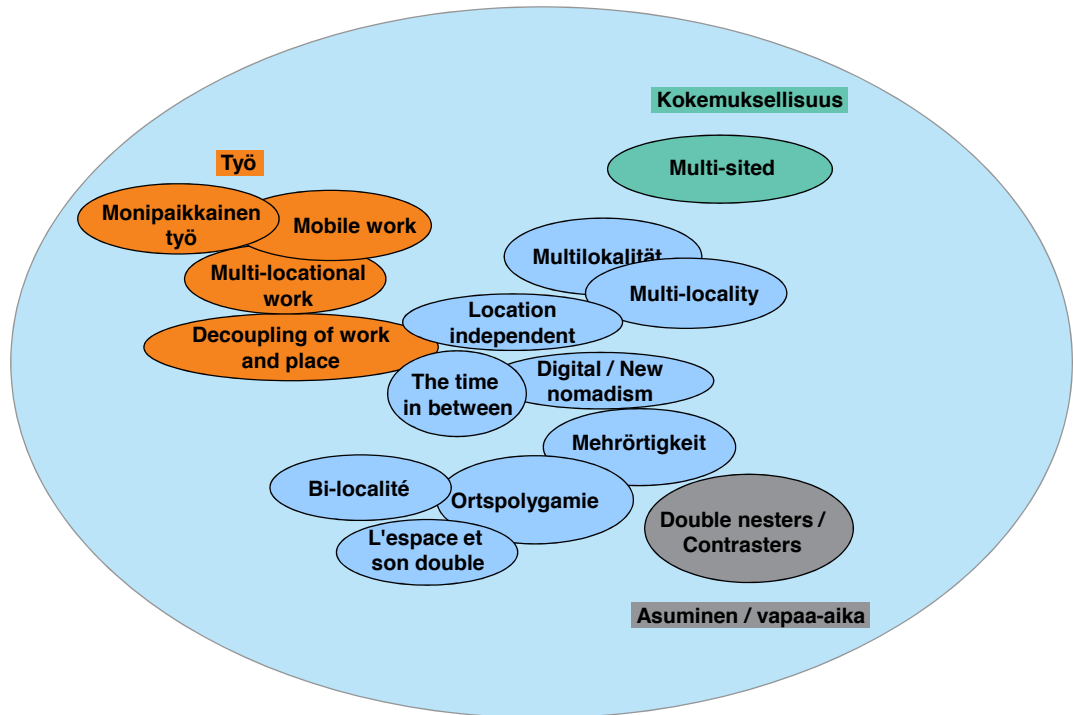 Kokemuksellisuus
Multi-sited
Työ
Monipaikkainen
työ
Mobile work
Multi-locational
work
Decoupling of work
and place
Multilokalität
Multi-locality
Location
independent
The time
in between
Digital / New
nomadism
Mehrörtigkeit
Bi-localité
Ortspolygamie
L'espace et
son double
Double nesters /
Contrasters
Asuminen / vapaa-aika